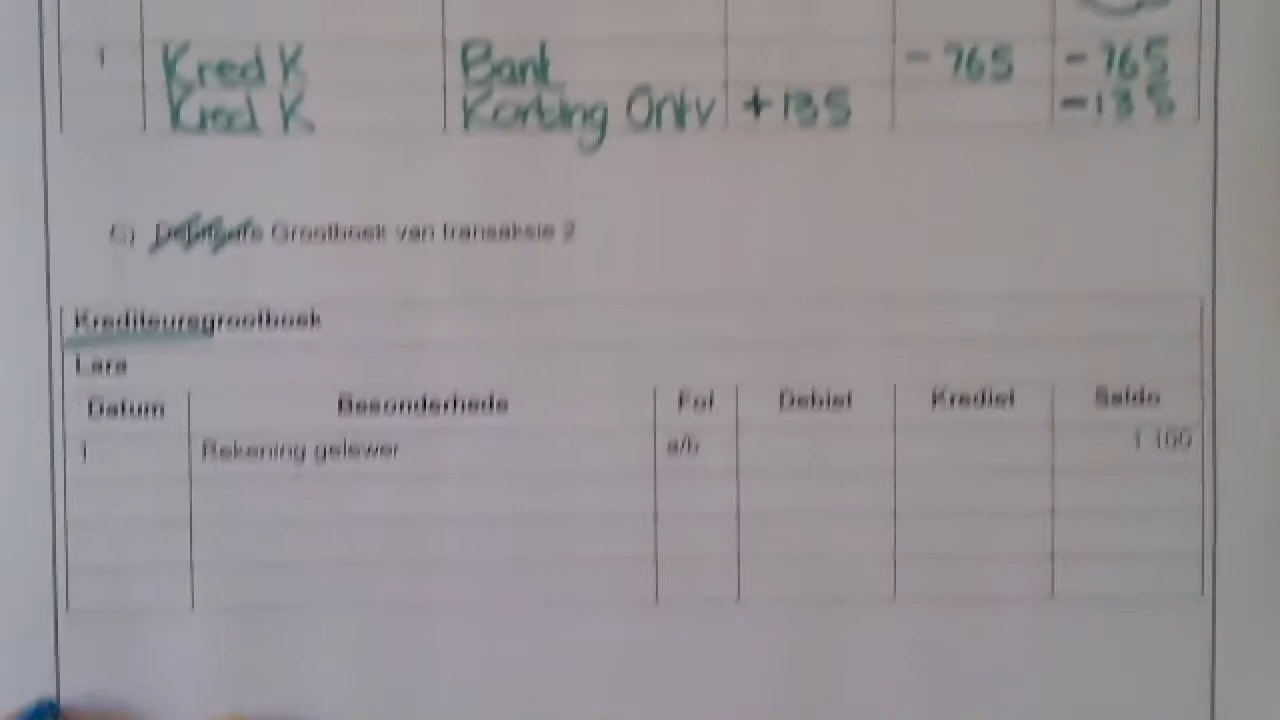 1 Kred K Bank - 765 - 765
Kred K Korting Ontv + 135 - 135
Grootboek van transaksie 2
Krediteuregrootboek
Lara
Datum Besonderhede Fol Debiet Krediet Saldo
1 Rekening gelewer a/b 1 100